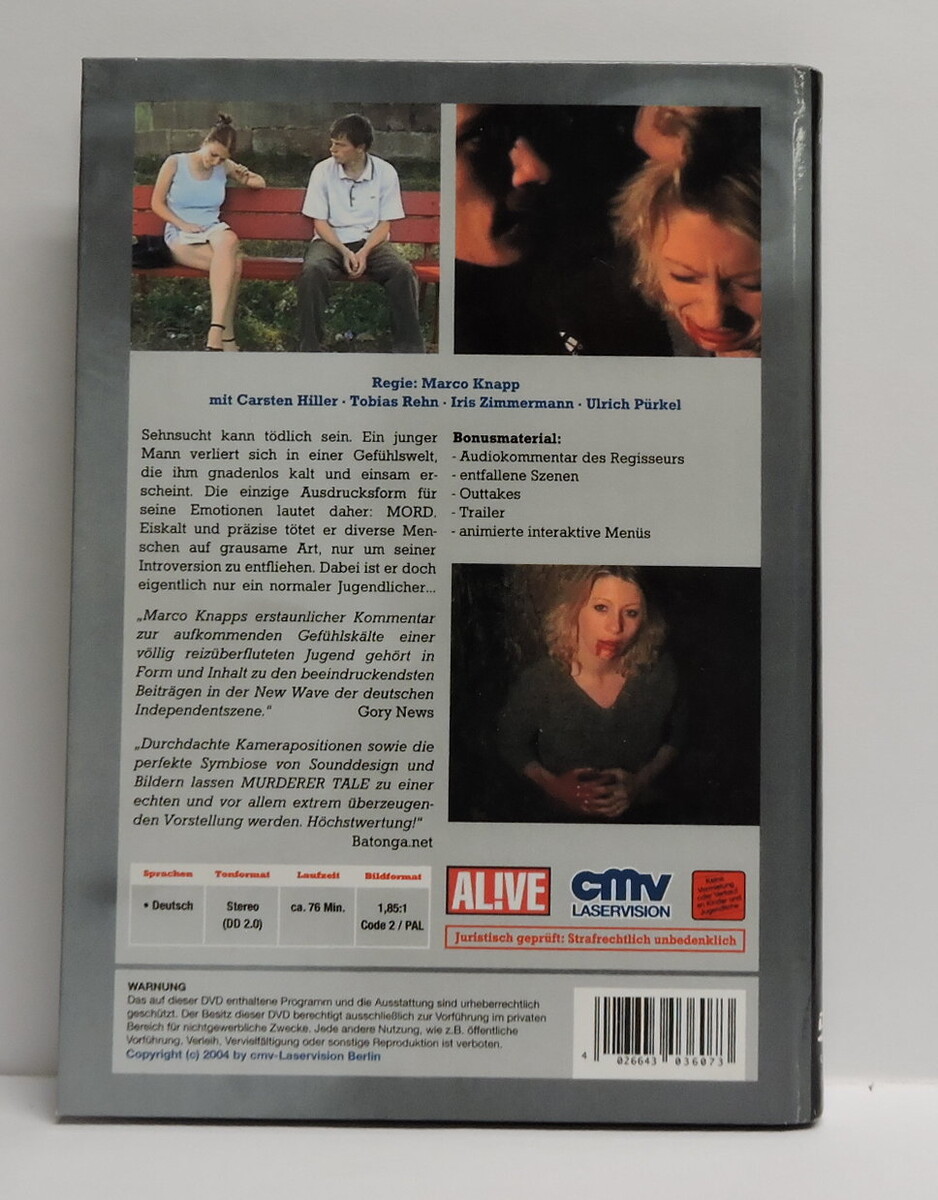 Regie: Marco Knapp
mit Carsten Hiller · Tobias Rehn · Iris Zimmermann · Ulrich Pürkel
Sehnsucht kann tödlich sein. Ein junger
Mann verliert sich in einer Gefühlswelt,
die ihm gnadenlos kalt und einsam er-
scheint. Die einzige Ausdrucksform für
seine Emotionen lautet daher: MORD.
Eiskalt und präzise tötet er diverse Men-
schen auf grausame Art, nur um seiner
Introversion zu entfliehen. Dabei ist er doch
eigentlich nur ein normaler Jugendlicher...
„Marco Knapps erstaunlicher Kommentar
zur aufkommenden Gefühlskälte einer
völlig reizüberfluteten Jugend gehört in
Form und Inhalt zu den beeindruckendsten
Beiträgen in der New Wave der deutschen
Independentszene.“ Gory News
„Durchdachte Kamerapositionen sowie die
perfekte Symbiose von Sounddesign und
Bildern lassen MURDERER TALE zu einer
echten und vor allem extrem überzeugen-
den Vorstellung werden. Höchstwertung!“
Batonga.net
Bonusmaterial:
- Audiokommentar des Regisseurs
- entfallene Szenen
- Outtakes
- Trailer
- animierte interaktive Menüs
Sprachen Tonformat Laufzeit Bildformat
• Deutsch Stereo ca. 76 Min. 1,85:1
(DD 2.0) Code 2 / PAL
AL!VE
cmv
LASERVISION
Keine
Vermietung
oder Verkauf
an Kinder und
Jugendliche
Juristisch geprüft: Strafrechtlich unbedenklich
WARNUNG
Das auf dieser DVD enthaltene Programm und die Ausstattung sind urheberrechtlich
geschützt. Der Besitz dieser DVD berechtigt ausschließlich zur Vorführung im privaten
Bereich für nichtgewerbliche Zwecke. Jede andere Nutzung, wie z.B. öffentliche
Vorführung, Verleih, Vervielfältigung oder sonstige Reproduktion ist verboten.
Copyright (c) 2004 by cmv-Laservision Berlin
4 026643 036073